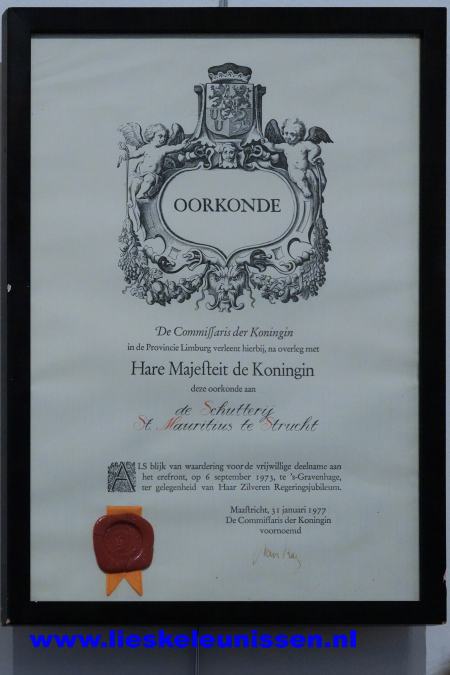 OORKONDE
De Commissaris der Koningin
in de Provincie Limburg verleent hierbij, na overleg met
Hare Majesteit de Koningin
deze oorkonde aan
de Schutterij
St. Mauritius te Strucht
ALS blijk van waardering voor de vrijwillige deelname aan
het erefront, op 6 september 1973, te 's-Gravenhage,
ter gelegenheid van Haar Zilveren Regeringsjubileum.
Maastricht, 31 januari 1977
De Commissaris der Koningin
voornoemd
www.lieskeleunissen.nl